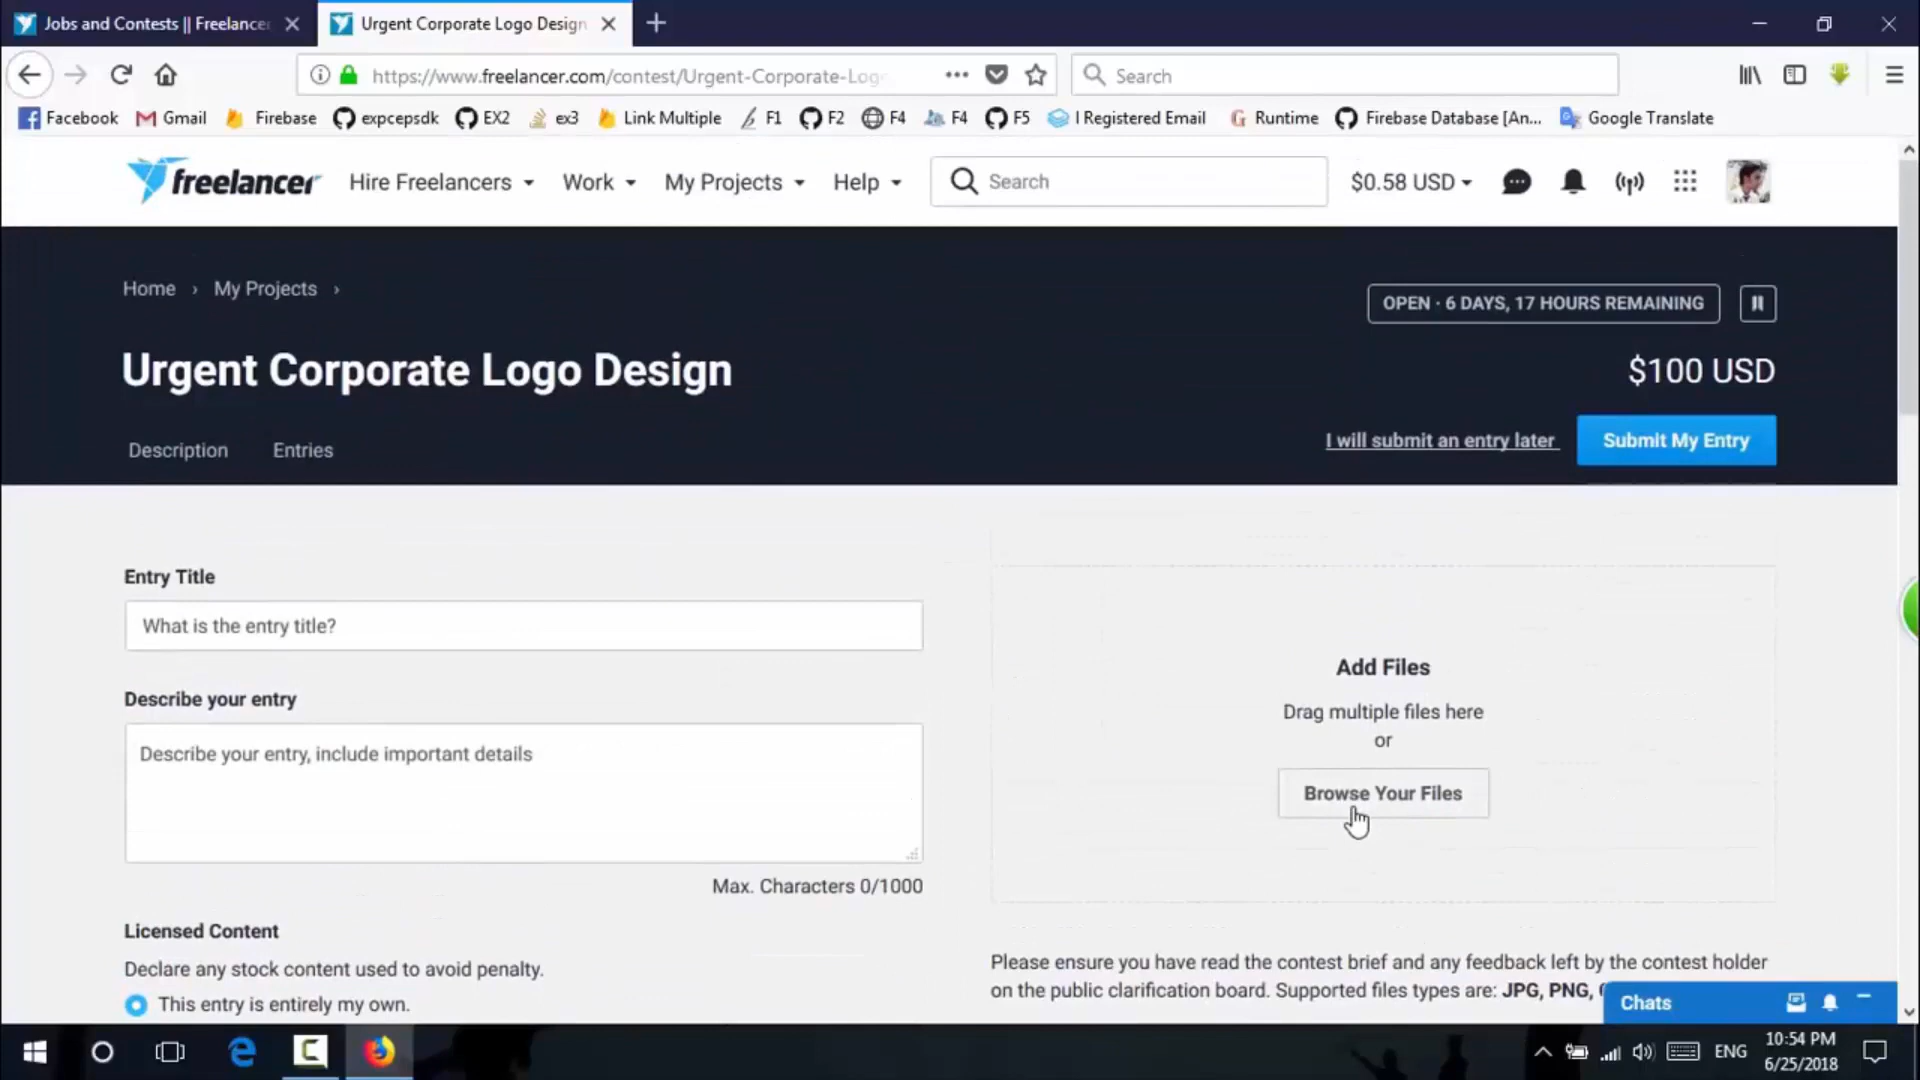 Jobs and Contests || Freelancer
Urgent Corporate Logo Design
https://www.freelancer.com/contest/Urgent-Corporate-Log
Search
Facebook
Gmail
Firebase
expcepsdk
EX2
ex3
Link Multiple
F1
F2
F4
F4
F5
I Registered Email
Runtime
Firebase Database [An...
Google Translate
freelancer
Hire Freelancers
Work
My Projects
Help
Search
$0.58 USD
Home › My Projects ›
OPEN · 6 DAYS, 17 HOURS REMAINING
Urgent Corporate Logo Design
$100 USD
Description
Entries
I will submit an entry later
Submit My Entry
Entry Title
What is the entry title?
Describe your entry
Describe your entry, include important details
Max. Characters 0/1000
Add Files
Drag multiple files here
or
Browse Your Files
Licensed Content
Declare any stock content used to avoid penalty.
This entry is entirely my own.
Please ensure you have read the contest brief and any feedback left by the contest holder
on the public clarification board. Supported files types are: JPG, PNG,
Chats
ENG
10:54 PM
6/25/2018